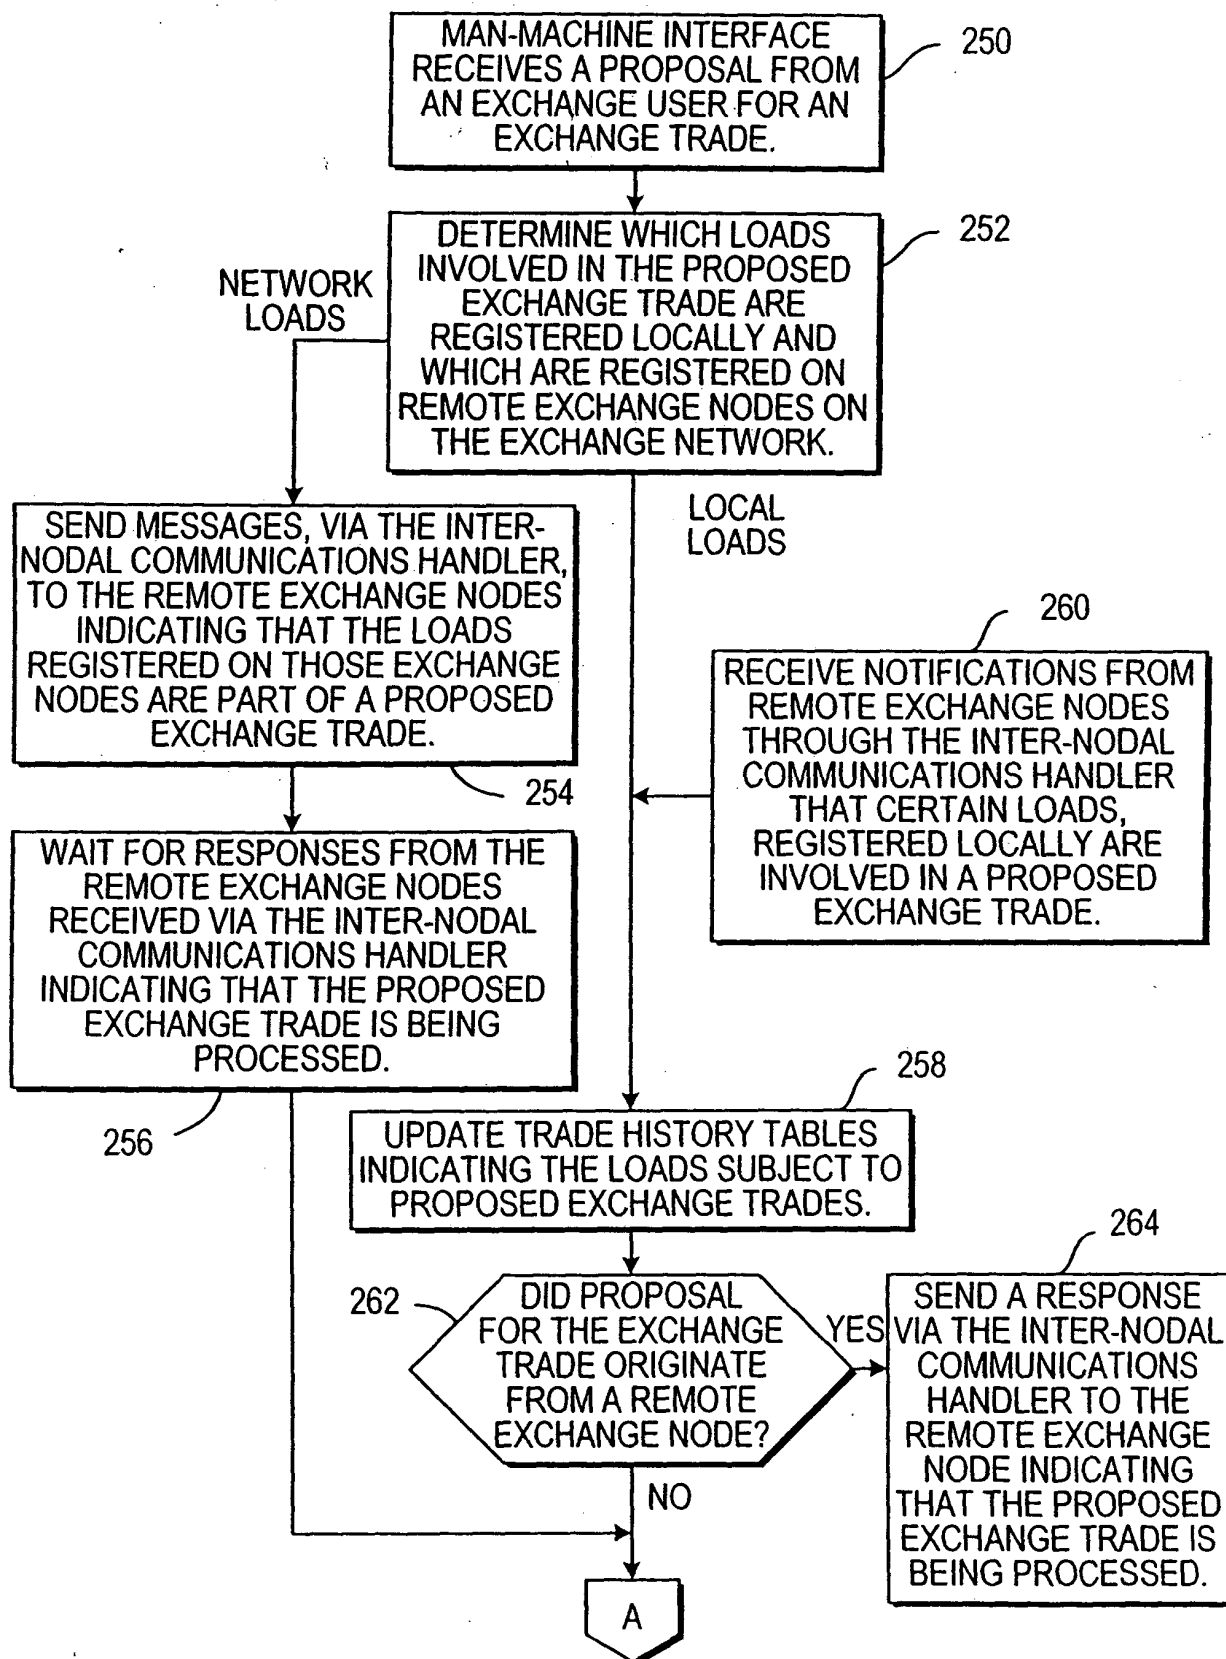 MAN-MACHINE INTERFACE
RECEIVES A PROPOSAL FROM
AN EXCHANGE USER FOR AN
EXCHANGE TRADE.
250
DETERMINE WHICH LOADS
INVOLVED IN THE PROPOSED
EXCHANGE TRADE ARE
REGISTERED LOCALLY AND
WHICH ARE REGISTERED ON
REMOTE EXCHANGE NODES ON
THE EXCHANGE NETWORK.
252
NETWORK
LOADS
LOCAL
LOADS
SEND MESSAGES, VIA THE INTER-
NODAL COMMUNICATIONS HANDLER,
TO THE REMOTE EXCHANGE NODES
INDICATING THAT THE LOADS
REGISTERED ON THOSE EXCHANGE
NODES ARE PART OF A PROPOSED
EXCHANGE TRADE.
254
260
RECEIVE NOTIFICATIONS FROM
REMOTE EXCHANGE NODES
THROUGH THE INTER-NODAL
COMMUNICATIONS HANDLER
THAT CERTAIN LOADS,
REGISTERED LOCALLY ARE
INVOLVED IN A PROPOSED
EXCHANGE TRADE.
WAIT FOR RESPONSES FROM THE
REMOTE EXCHANGE NODES
RECEIVED VIA THE INTER-NODAL
COMMUNICATIONS HANDLER
INDICATING THAT THE PROPOSED
EXCHANGE TRADE IS BEING
PROCESSED.
256
258
UPDATE TRADE HISTORY TABLES
INDICATING THE LOADS SUBJECT TO
PROPOSED EXCHANGE TRADES.
262
DID PROPOSAL
FOR THE EXCHANGE
TRADE ORIGINATE
FROM A REMOTE
EXCHANGE NODE?
YES
NO
264
SEND A RESPONSE
VIA THE INTER-NODAL
COMMUNICATIONS
HANDLER TO THE
REMOTE EXCHANGE
NODE INDICATING
THAT THE PROPOSED
EXCHANGE TRADE IS
BEING PROCESSED.
A